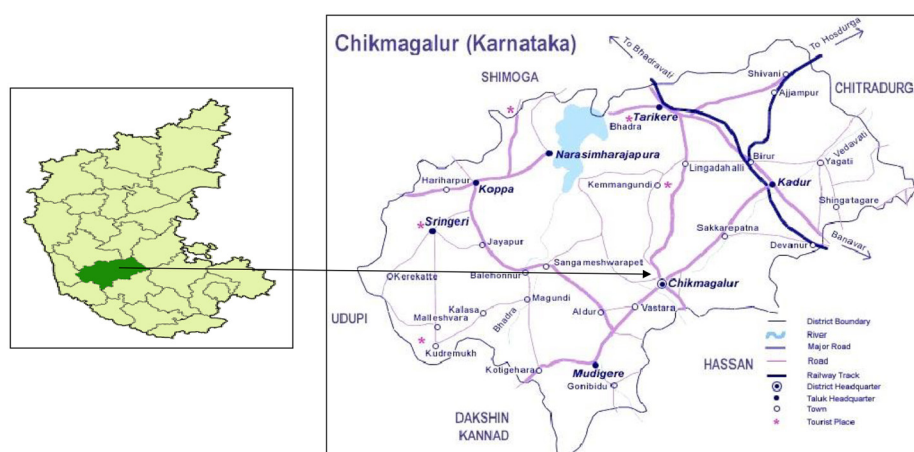 Chikmagalur (Karnataka)
To Bhadravati
To Hosdurga
SHIMOGA
Shivani
CHITRADURG
Ajjampur
Tarikere
Bhadra
Narasimharajapura
Birur
Vedavati
Yagati
Lingadahalli
Hariharpur
Koppa
Kemmangundi
Kadur
Shingatagare
Sringeri
Sakkarepatna
Jayapur
Devanur
Banavar
Sangameshwarapet
Kerekatte
Balehonnur
Chikmagalur
Magundi
Kalasa
Bhadra
Aldur
Vastara
UDUPI
Malleshvara
Kudremukh
Kotigehara
Mudigere
Gonibidu
HASSAN
DAKSHIN
KANNAD
District Boundary
River
Major Road
Road
Railway Track
District Headquarter
Taluk Headquarter
Town
Tourist Place